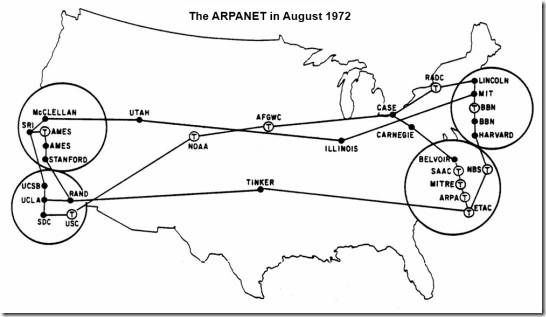 The ARPANET in August 1972
RADC
LINCOLN
MIT
BBN
BBN
HARVARD
McCLELLAN
UTAH
AFGWC
T
CASE
SRI
T AMES
AMES
STANFORD
T
NOAA
ILLINOIS
CARNEGIE
BELVOIR
SAAC T
MITRE T
ARPA T
T ETAC
NBS T
UCSB
UCLA
RAND
SDC
T
USC
TINKER
T
T